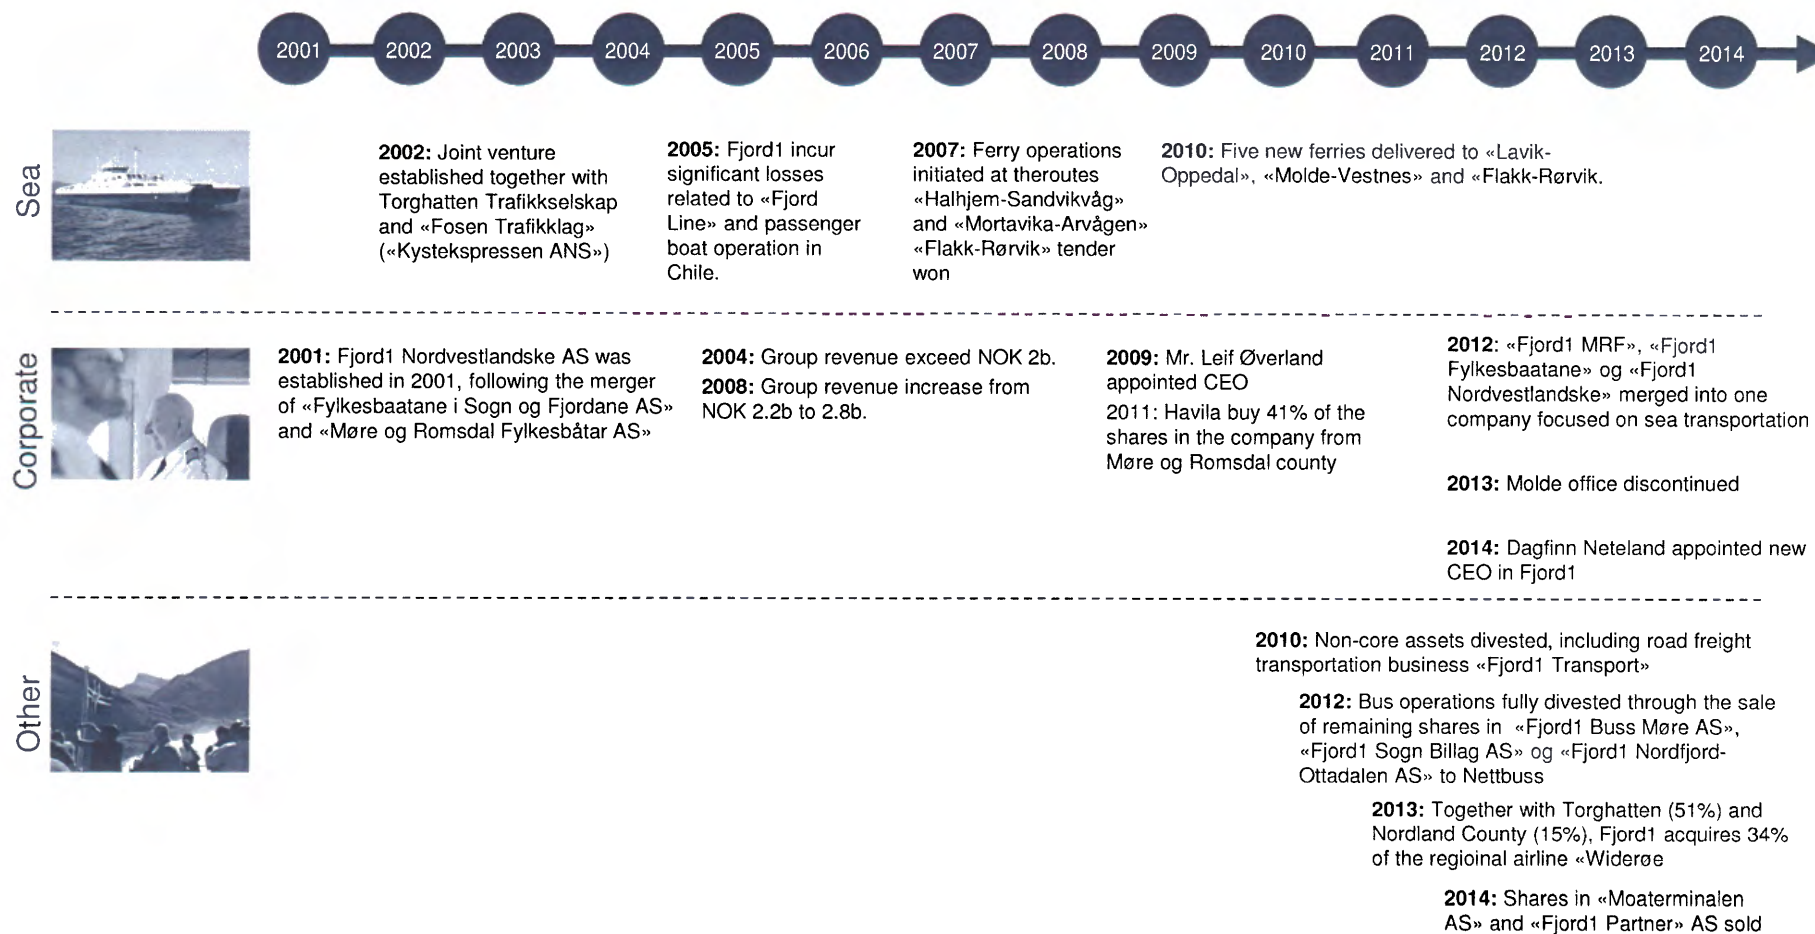 2001 2002 2003 2004 2005 2006 2007 2008 2009 2010 2011 2012 2013 2014
Sea
2002: Joint venture
established together with
Torghatten Trafikkselskap
and «Fosen Trafikklag»
(«Kystekspressen ANS»)
2005: Fjord1 incur
significant losses
related to «Fjord
Line» and passenger
boat operation in
Chile.
2007: Ferry operations
initiated at theroutes
«Halhjem-Sandvikvåg»
and «Mortavika-Arvågen»
«Flakk-Rørvik» tender
won
2010: Five new ferries delivered to «Lavik-
Oppedal», «Molde-Vestnes» and «Flakk-Rørvik.
Corporate
2001: Fjord1 Nordvestlandske AS was
established in 2001, following the merger
of «Fylkesbaatane i Sogn og Fjordane AS»
and «Møre og Romsdal Fylkesbåtar AS»
2004: Group revenue exceed NOK 2b.
2008: Group revenue increase from
NOK 2.2b to 2.8b.
2009: Mr. Leif Øverland
appointed CEO
2011: Havila buy 41% of the
shares in the company from
Møre og Romsdal county
2012: «Fjord1 MRF», «Fjord1
Fylkesbaatane» og «Fjord1
Nordvestlandske» merged into one
company focused on sea transportation
2013: Molde office discontinued
2014: Dagfinn Neteland appointed new
CEO in Fjord1
Other
2010: Non-core assets divested, including road freight
transportation business «Fjord1 Transport»
2012: Bus operations fully divested through the sale
of remaining shares in «Fjord1 Buss Møre AS»,
«Fjord1 Sogn Billag AS» og «Fjord1 Nordfjord-
Ottadalen AS» to Nettbuss
2013: Together with Torghatten (51%) and
Nordland County (15%), Fjord1 acquires 34%
of the regioinal airline «Widerøe
2014: Shares in «Moaterminalen
AS» and «Fjord1 Partner» AS sold